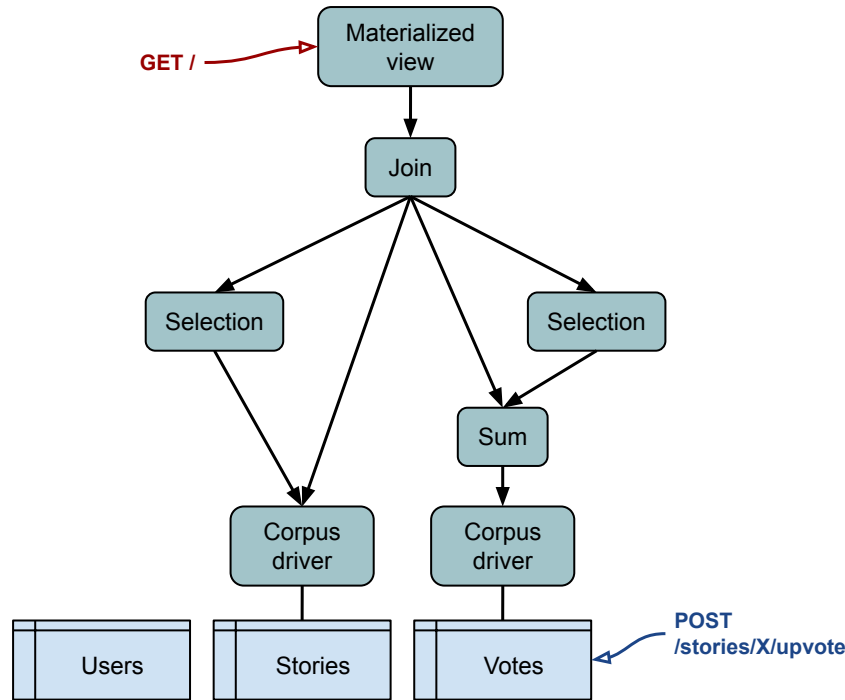 Materialized
view
GET /
Join
Selection
Selection
Sum
Corpus
driver
Corpus
driver
Users
Stories
Votes
POST
/stories/X/upvote